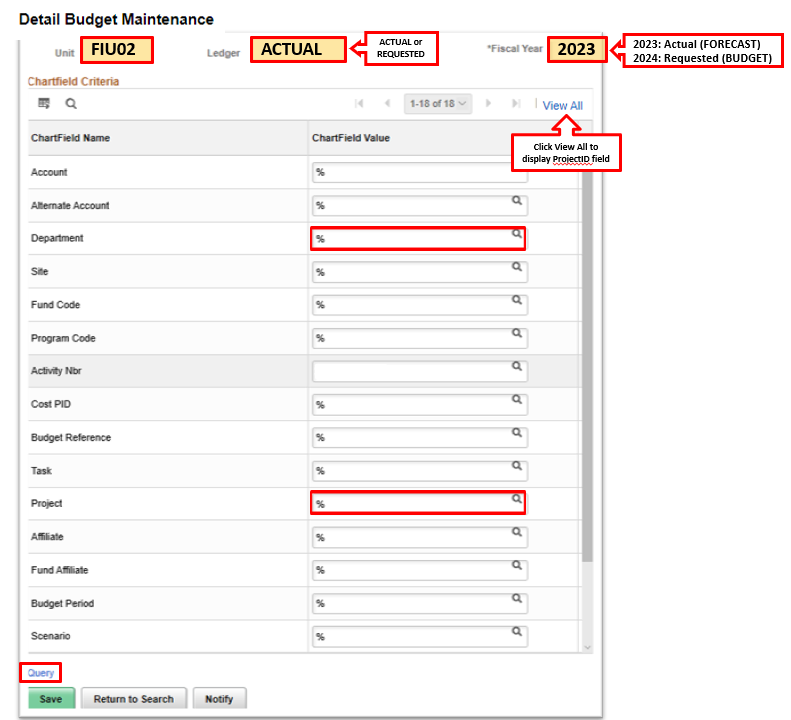 Detail Budget Maintenance
Unit FIU02 Ledger ACTUAL ACTUAL or REQUESTED *Fiscal Year 2023 2023: Actual (FORECAST)
2024: Requested (BUDGET)
Chartfield Criteria
1-18 of 18 View All
Click View All to
display ProjectID field
ChartField Name ChartField Value
Account %
Alternate Account %
Department %
Site %
Fund Code %
Program Code %
Activity Nbr
Cost PID %
Budget Reference %
Task %
Project %
Affiliate %
Fund Affiliate %
Budget Period %
Scenario %
Query
Save Return to Search Notify